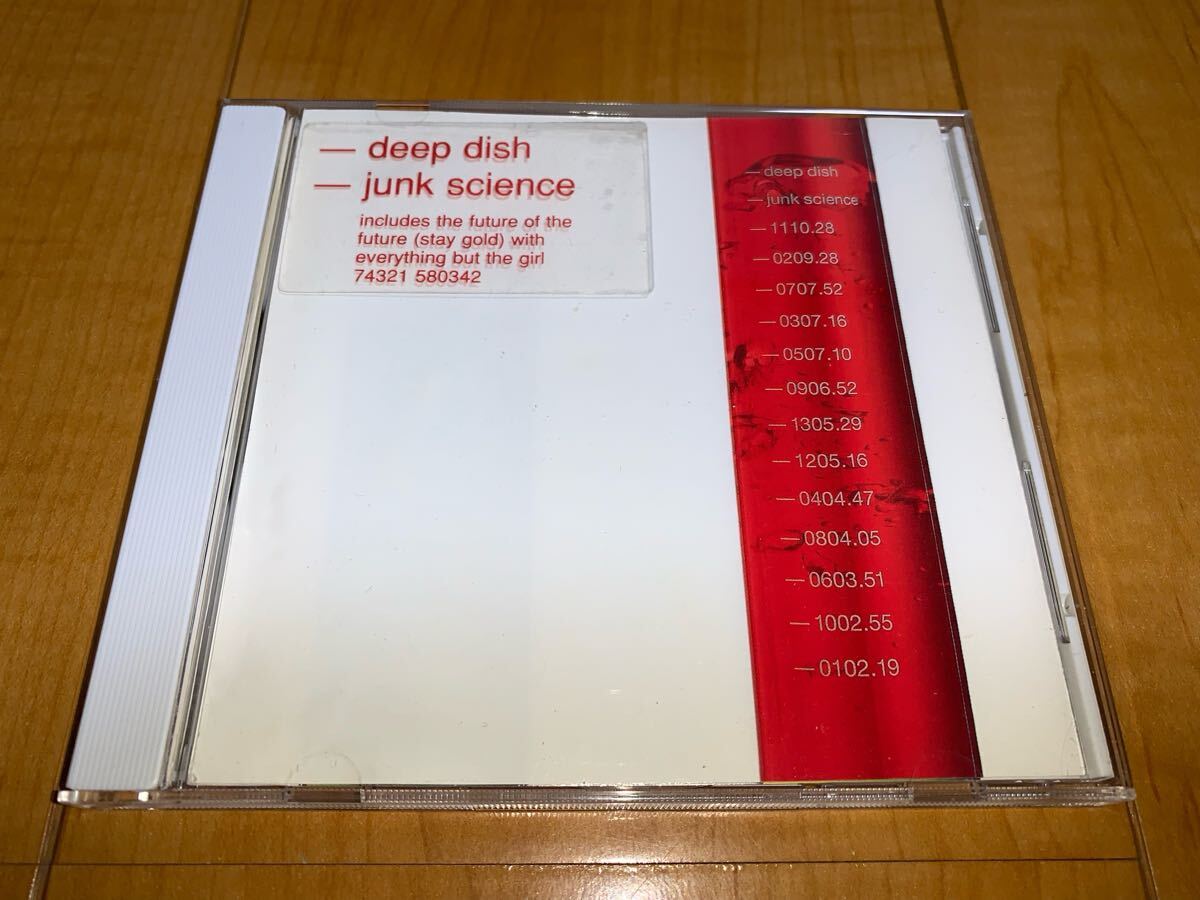 — deep dish
— junk science
includes the future of the
future (stay gold) with
everything but the girl
74321 580342
— deep dish
— junk science
— 1110.28
— 0209.28
— 0707.52
— 0307.16
— 0507.10
— 0906.52
— 1305.29
— 1205.16
— 0404.47
— 0804.05
— 0603.51
— 1002.55
— 0102.19